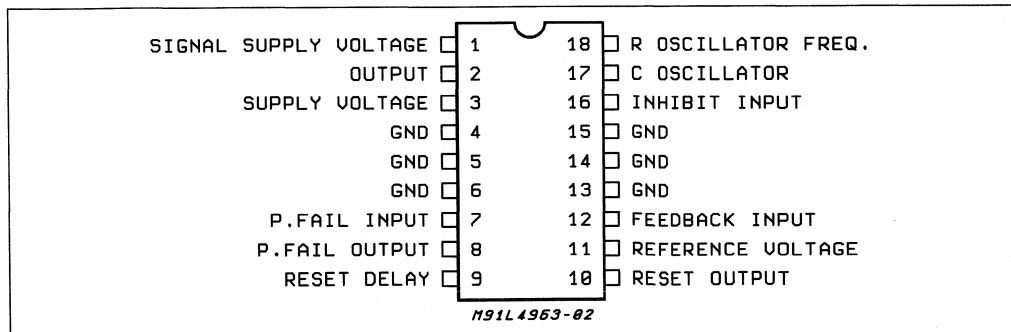 SIGNAL SUPPLY VOLTAGE 1 18 R OSCILLATOR FREQ.
OUTPUT 2 17 C OSCILLATOR
SUPPLY VOLTAGE 3 16 INHIBIT INPUT
GND 4 15 GND
GND 5 14 GND
GND 6 13 GND
P.FAIL INPUT 7 12 FEEDBACK INPUT
P.FAIL OUTPUT 8 11 REFERENCE VOLTAGE
RESET DELAY 9 10 RESET OUTPUT
M91L4963-02